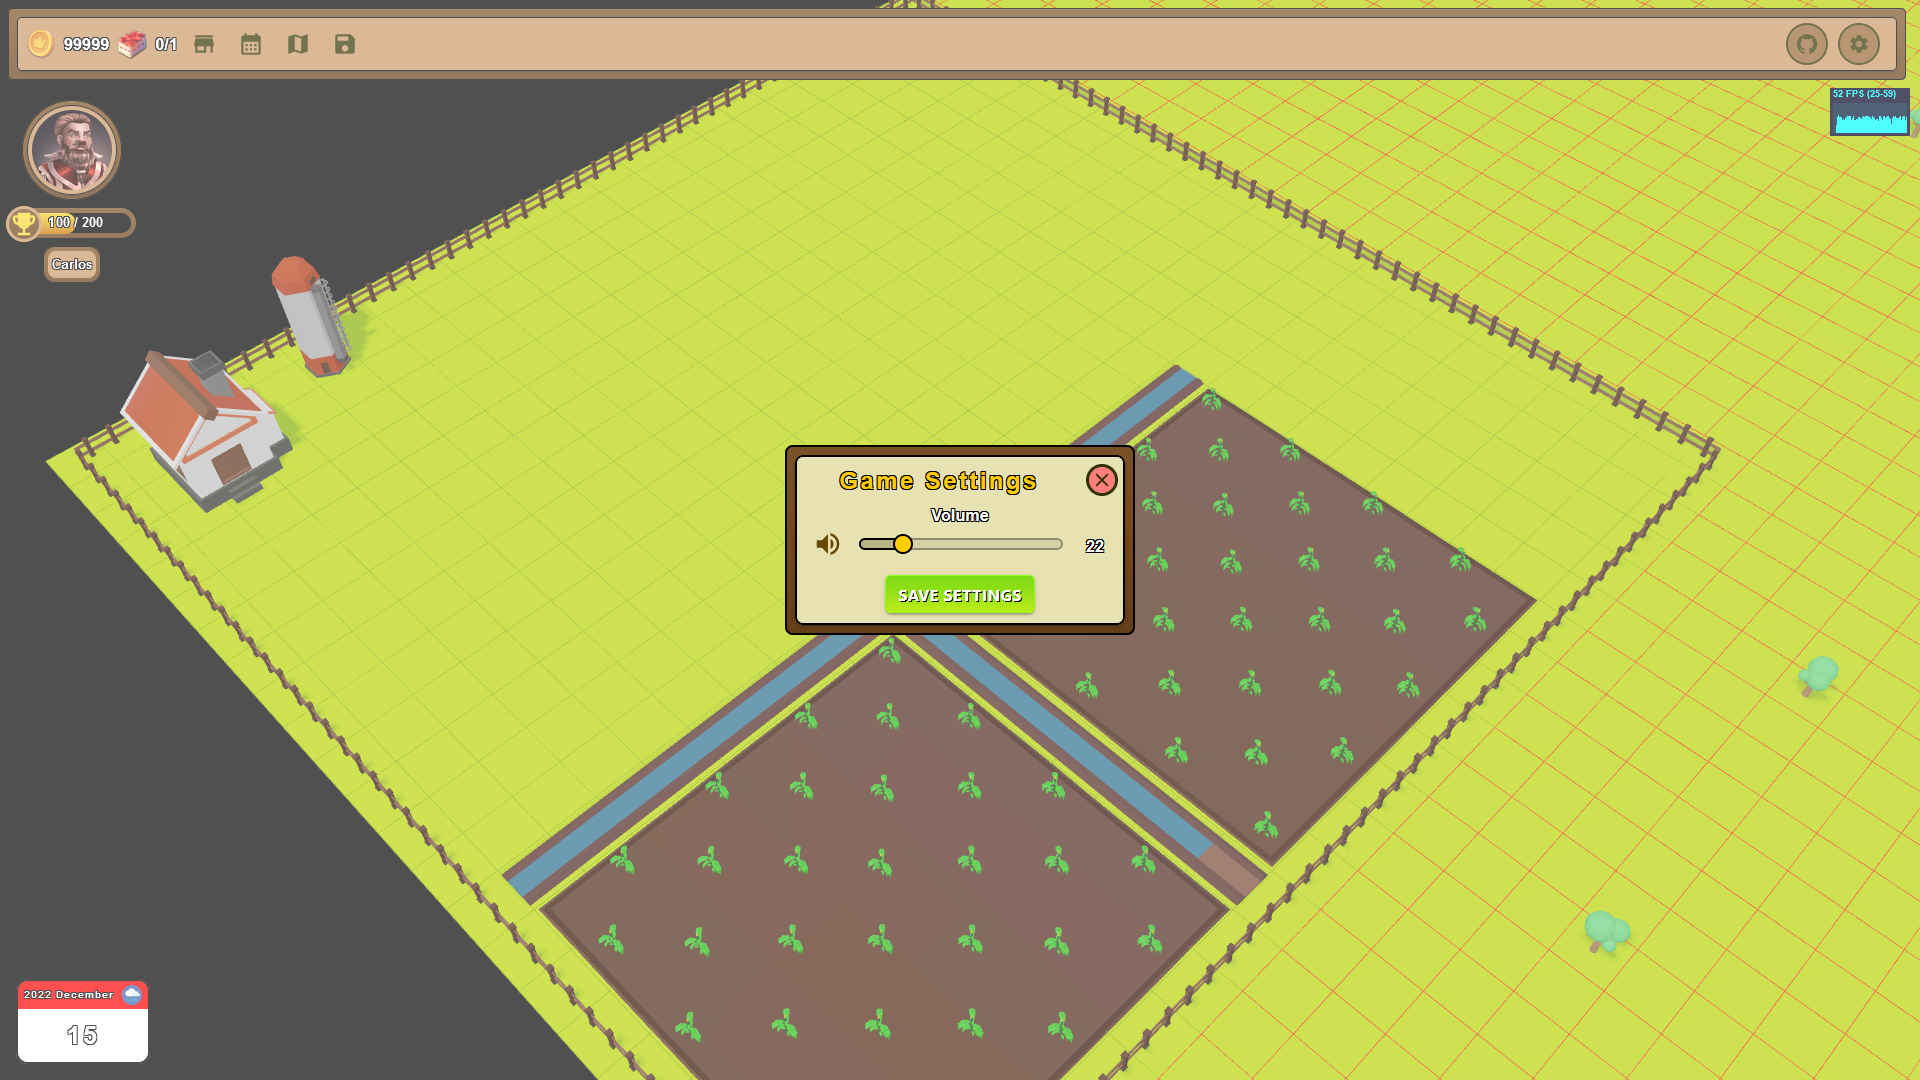 99999
0/1
52 FPS (25-59)
100 / 200
Carlos
Game Settings
Volume
22
SAVE SETTINGS
2022 December
15